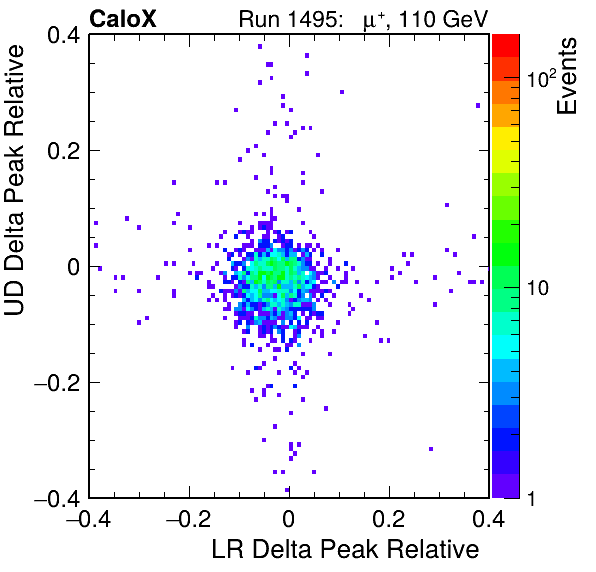 CaloX Run 1495: μ⁺, 110 GeV
0.4
0.2
0
−0.2
−0.4
UD Delta Peak Relative
−0.4 −0.2 0 0.2 0.4
LR Delta Peak Relative
10²
10
1
Events